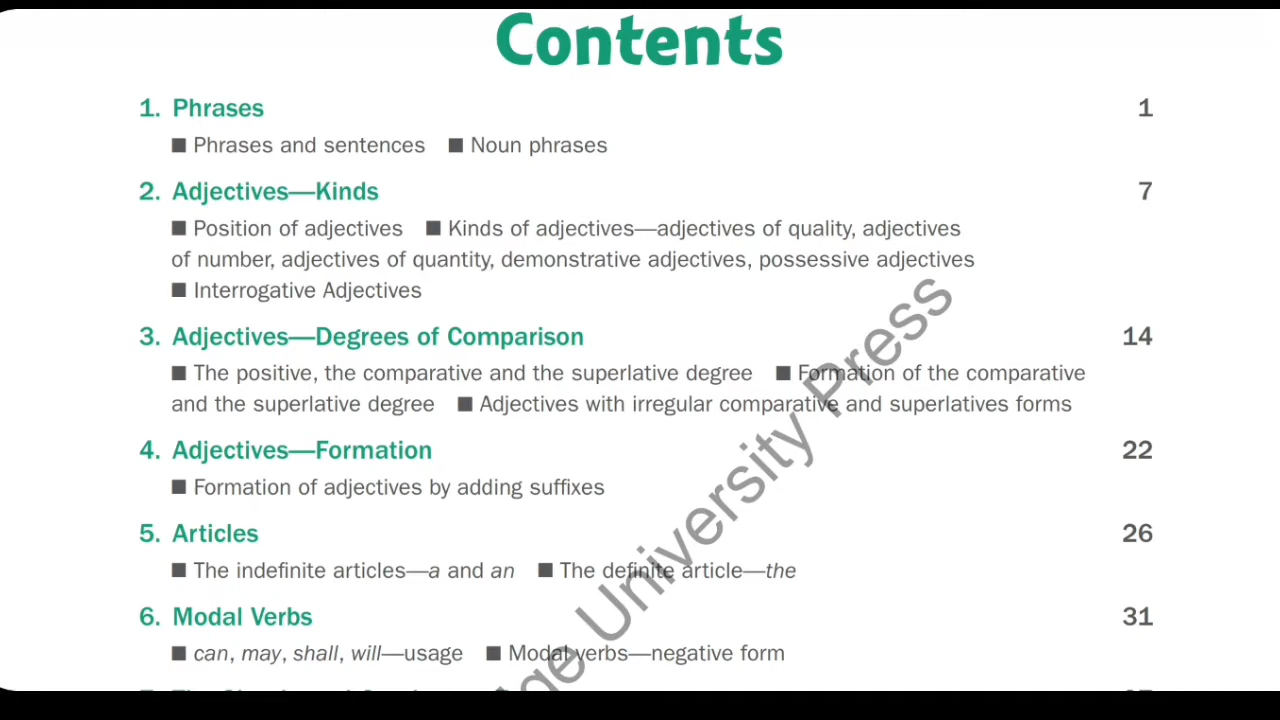 Contents
1. Phrases 1
■ Phrases and sentences ■ Noun phrases
2. Adjectives—Kinds 7
■ Position of adjectives ■ Kinds of adjectives—adjectives of quality, adjectives
of number, adjectives of quantity, demonstrative adjectives, possessive adjectives
■ Interrogative Adjectives
3. Adjectives—Degrees of Comparison 14
■ The positive, the comparative and the superlative degree ■ Formation of the comparative
and the superlative degree ■ Adjectives with irregular comparative and superlatives forms
4. Adjectives—Formation 22
■ Formation of adjectives by adding suffixes
5. Articles 26
■ The indefinite articles—a and an ■ The definite article—the
6. Modal Verbs 31
■ can, may, shall, will—usage ■ Modal verbs—negative form
University Press